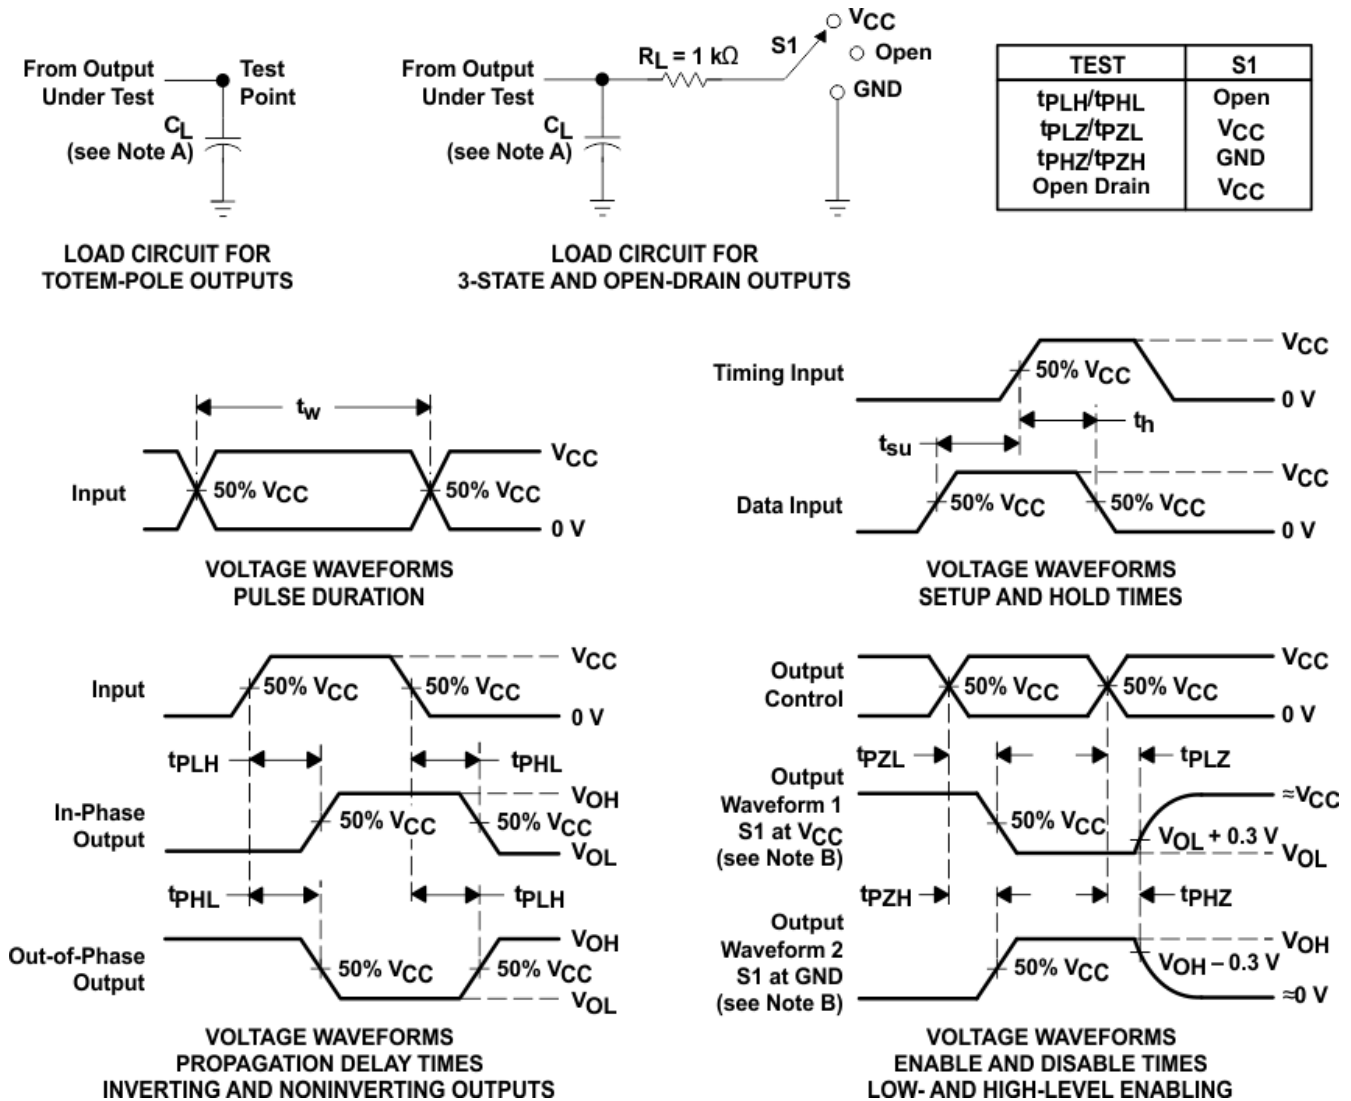 From Output
Under Test
Test
Point
CL
(see Note A)
LOAD CIRCUIT FOR
TOTEM-POLE OUTPUTS
From Output
Under Test
RL = 1 kΩ
S1
VCC
Open
GND
CL
(see Note A)
LOAD CIRCUIT FOR
3-STATE AND OPEN-DRAIN OUTPUTS
TEST S1
tPLH/tPHL Open
tPLZ/tPZL VCC
tPHZ/tPZH GND
Open Drain VCC
tw
Input
50% VCC
50% VCC
VCC
0 V
VOLTAGE WAVEFORMS
PULSE DURATION
Timing Input
50% VCC
VCC
0 V
th
tsu
Data Input
50% VCC
50% VCC
VCC
0 V
VOLTAGE WAVEFORMS
SETUP AND HOLD TIMES
Input
50% VCC
50% VCC
VCC
0 V
tPLH
tPHL
In-Phase
Output
50% VCC
50% VCC
VOH
VOL
tPHL
tPLH
Out-of-Phase
Output
50% VCC
50% VCC
VOH
VOL
VOLTAGE WAVEFORMS
PROPAGATION DELAY TIMES
INVERTING AND NONINVERTING OUTPUTS
Output
Control
50% VCC
50% VCC
VCC
0 V
tPZL
tPLZ
Output
Waveform 1
S1 at VCC
(see Note B)
50% VCC
VOL + 0.3 V
≈VCC
VOL
tPZH
tPHZ
Output
Waveform 2
S1 at GND
(see Note B)
50% VCC
VOH – 0.3 V
VOH
≈0 V
VOLTAGE WAVEFORMS
ENABLE AND DISABLE TIMES
LOW- AND HIGH-LEVEL ENABLING